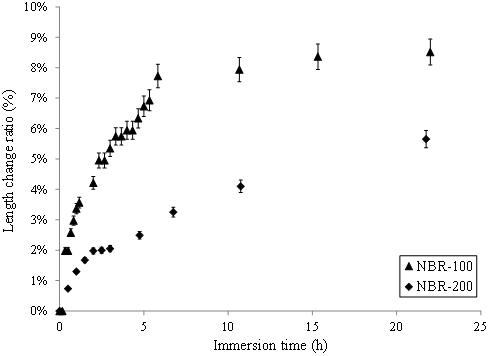 10%
9%
8%
7%
6%
5%
4%
3%
2%
1%
0%
Length change ratio (%)
0 5 10 15 20 25
Immersion time (h)
NBR-100
NBR-200